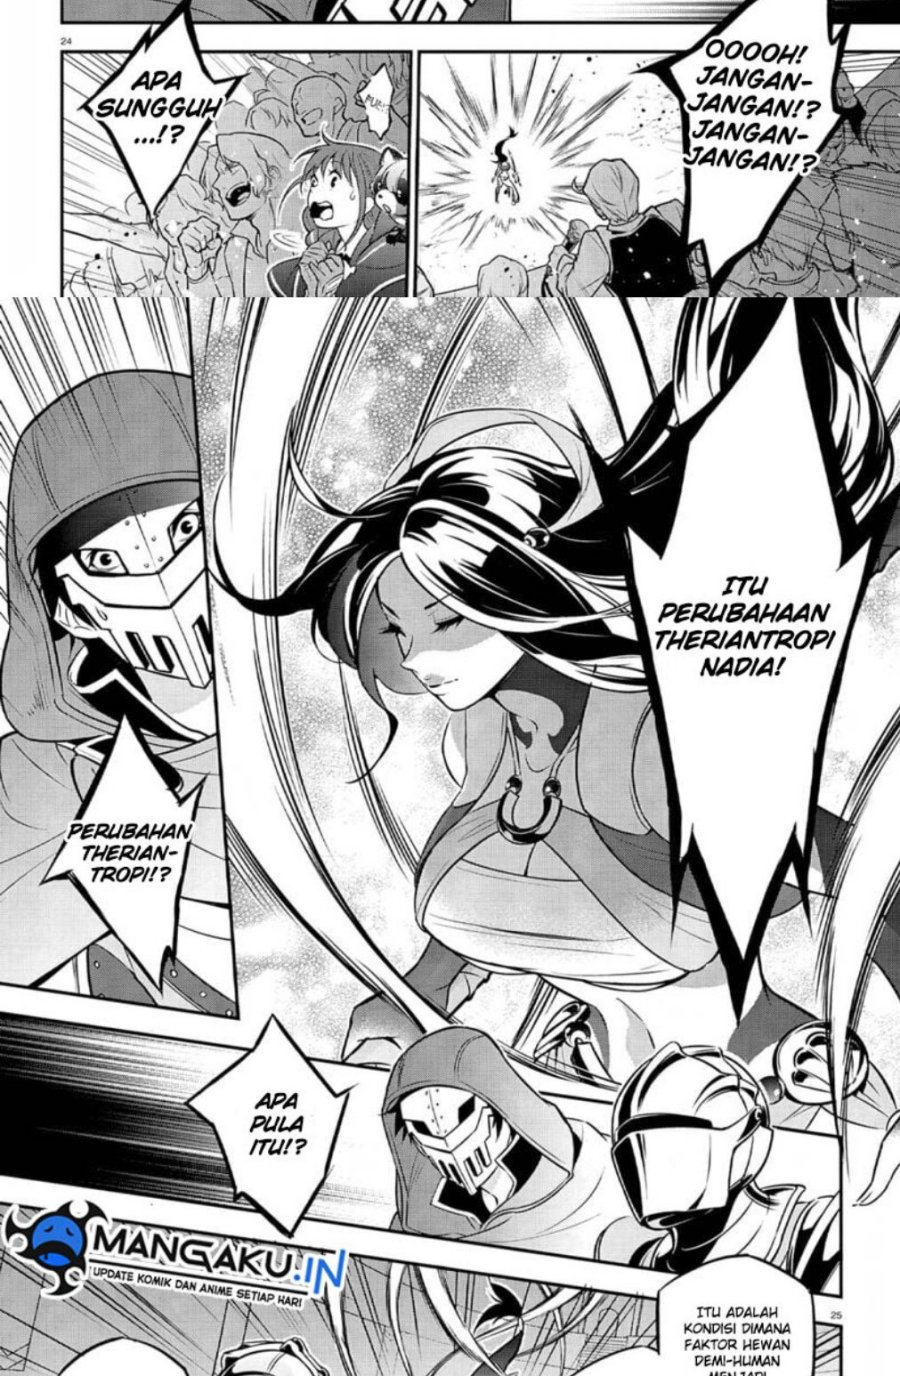 24
OOOOH!
JANGAN-
JANGAN!?
JANGAN-
JANGAN!?
APA
SUNGGUH
...!?
ITU
PERUBAHAAN
THERIANTROPI
NADIA!
PERUBAHAN
THERIAN-
TROPI!?
APA
PULA
ITU!?
MANGAKU.IN
UPDATE KOMIK DAN ANIME SETIAP HARI
25
ITU ADALAH
KONDISI DIMANA
FAKTOR HEWAN
DEMI-HUMAN
MENJADI